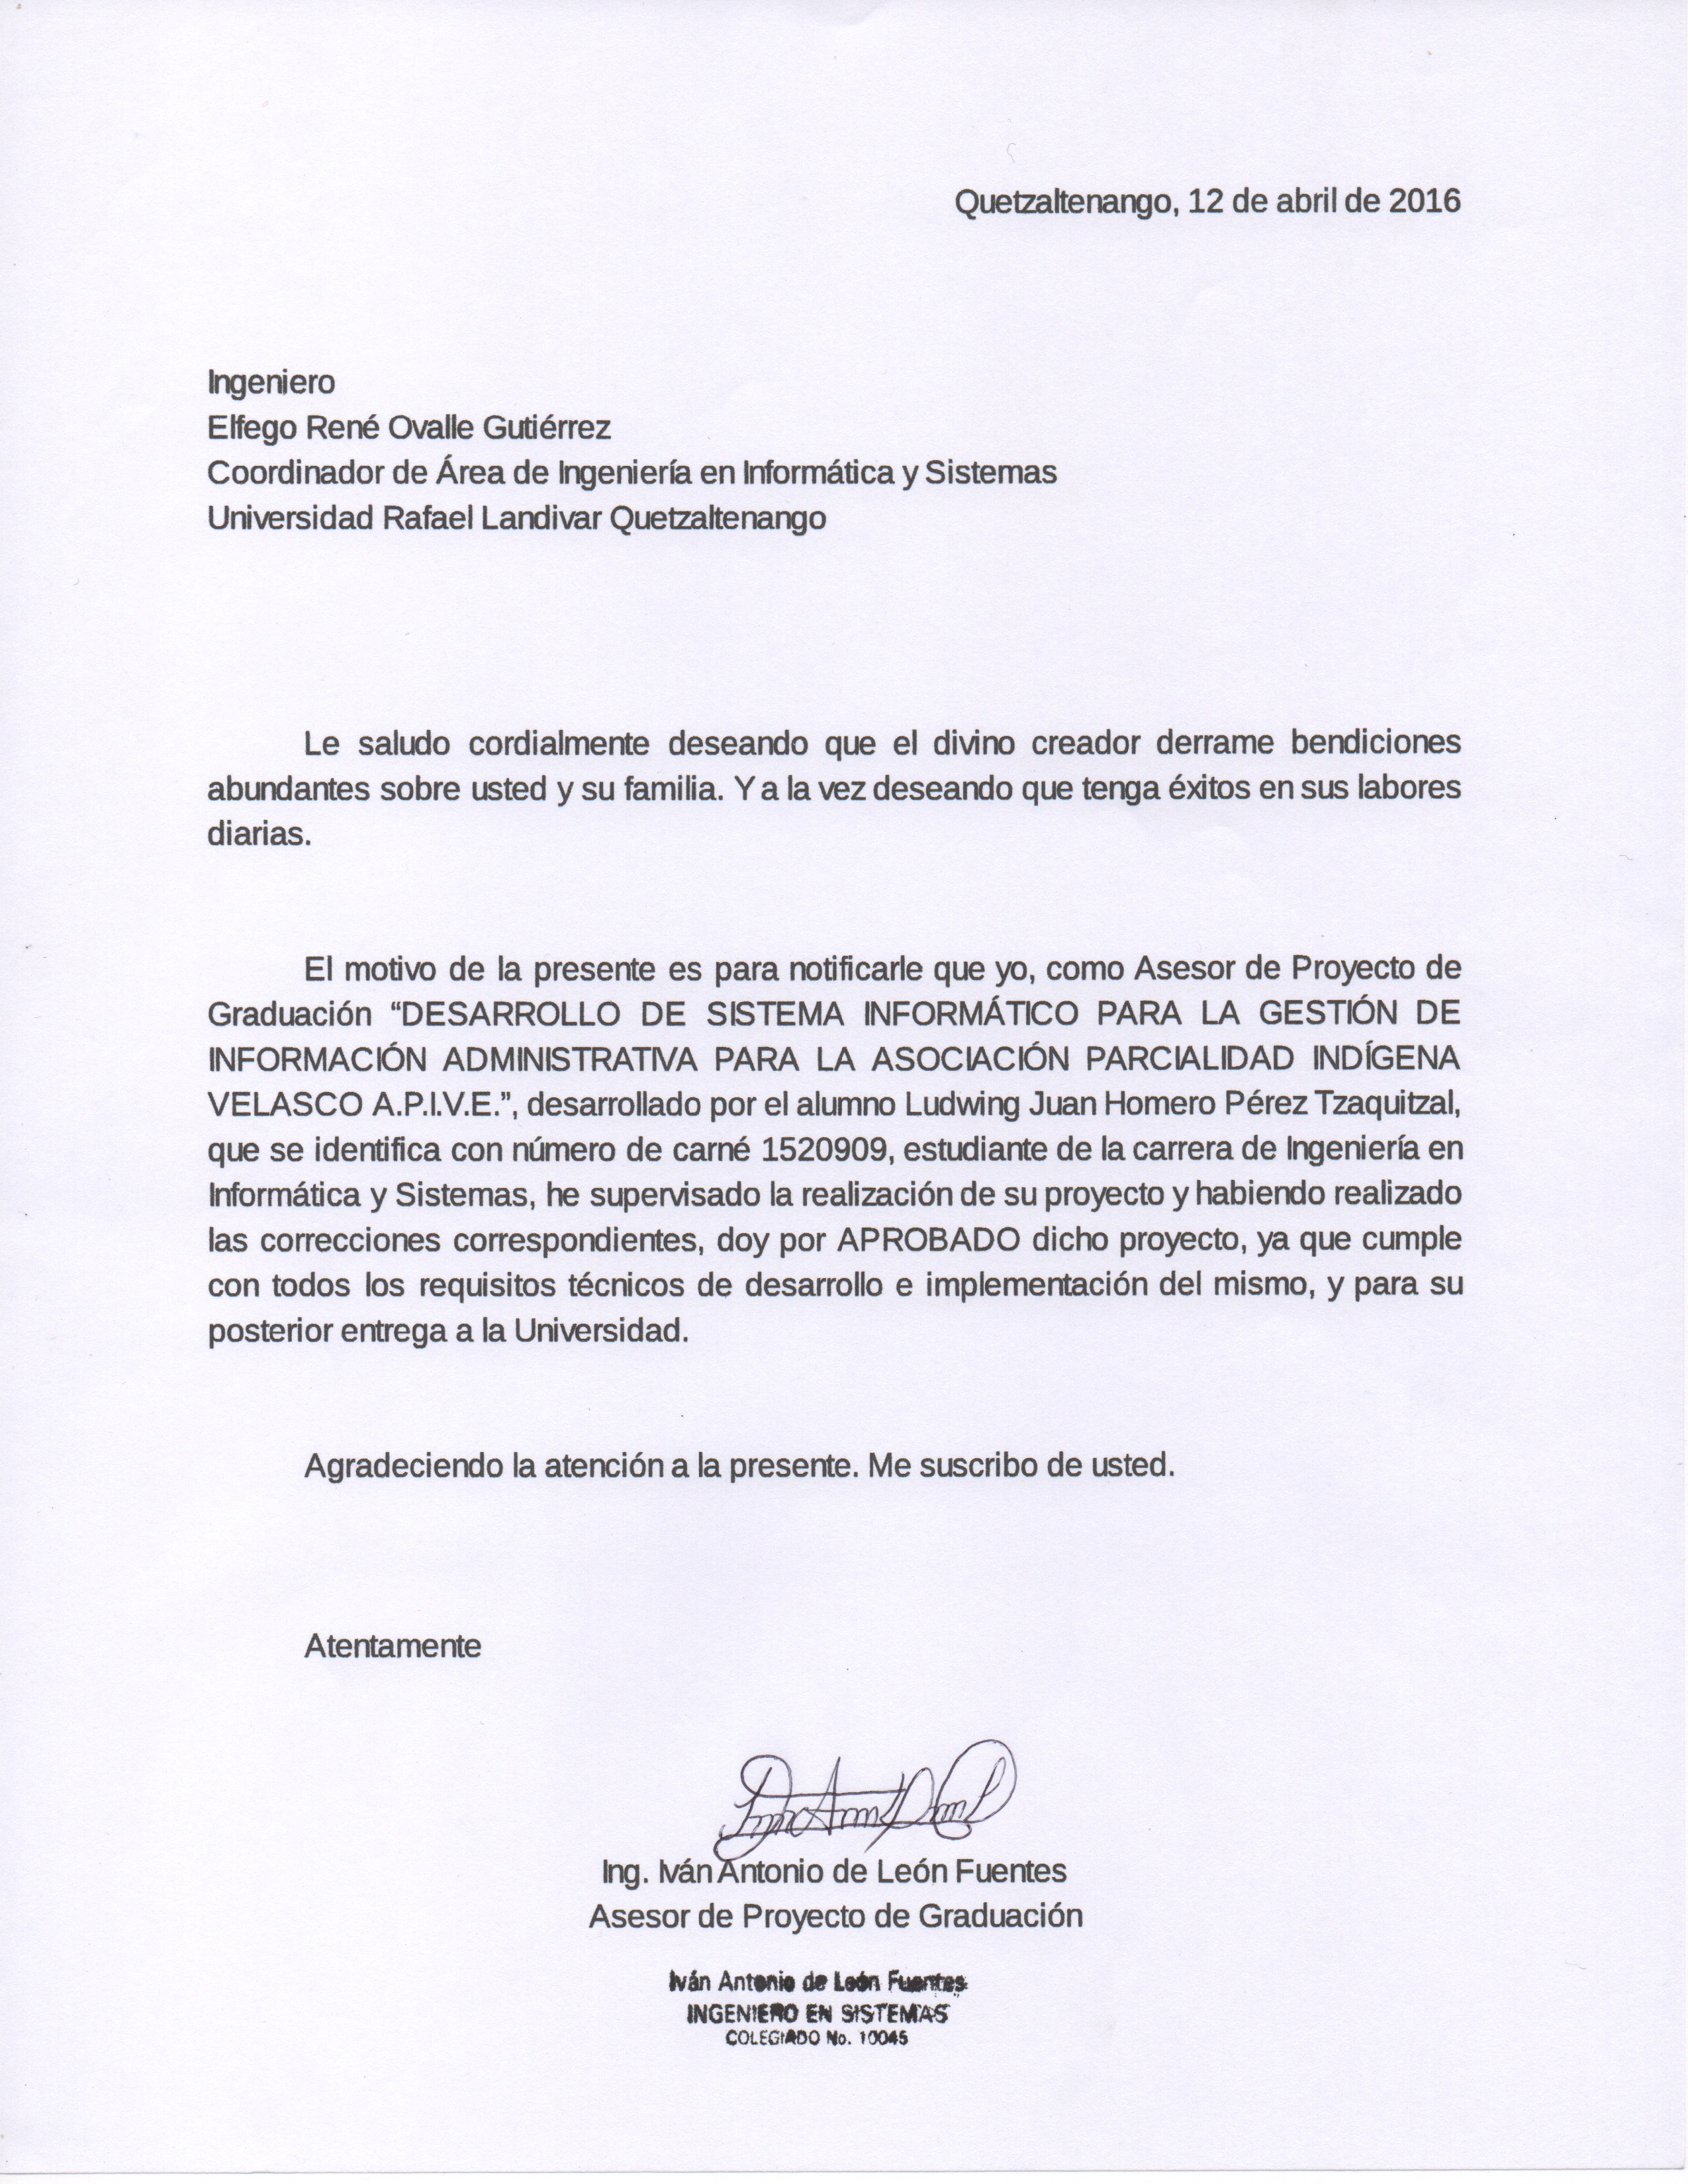 Quetzaltenango, 12 de abril de 2016
Ingeniero
Elfego René Ovalle Gutiérrez
Coordinador de Área de Ingeniería en Informática y Sistemas
Universidad Rafael Landivar Quetzaltenango
Le saludo cordialmente deseando que el divino creador derrame bendiciones
abundantes sobre usted y su familia. Y a la vez deseando que tenga éxitos en sus labores
diarias.
El motivo de la presente es para notificarle que yo, como Asesor de Proyecto de
Graduación “DESARROLLO DE SISTEMA INFORMÁTICO PARA LA GESTIÓN DE
INFORMACIÓN ADMINISTRATIVA PARA LA ASOCIACIÓN PARCIALIDAD INDÍGENA
VELASCO A.P.I.V.E.”, desarrollado por el alumno Ludwing Juan Homero Pérez Tzaquitzal,
que se identifica con número de carné 1520909, estudiante de la carrera de Ingeniería en
Informática y Sistemas, he supervisado la realización de su proyecto y habiendo realizado
las correcciones correspondientes, doy por APROBADO dicho proyecto, ya que cumple
con todos los requisitos técnicos de desarrollo e implementación del mismo, y para su
posterior entrega a la Universidad.
Agradeciendo la atención a la presente. Me suscribo de usted.
Atentamente
Ing. Iván Antonio de León Fuentes
Asesor de Proyecto de Graduación
Iván Antonio de León Fuentes
INGENIERO EN SISTEMAS
COLEGIADO No. 10045